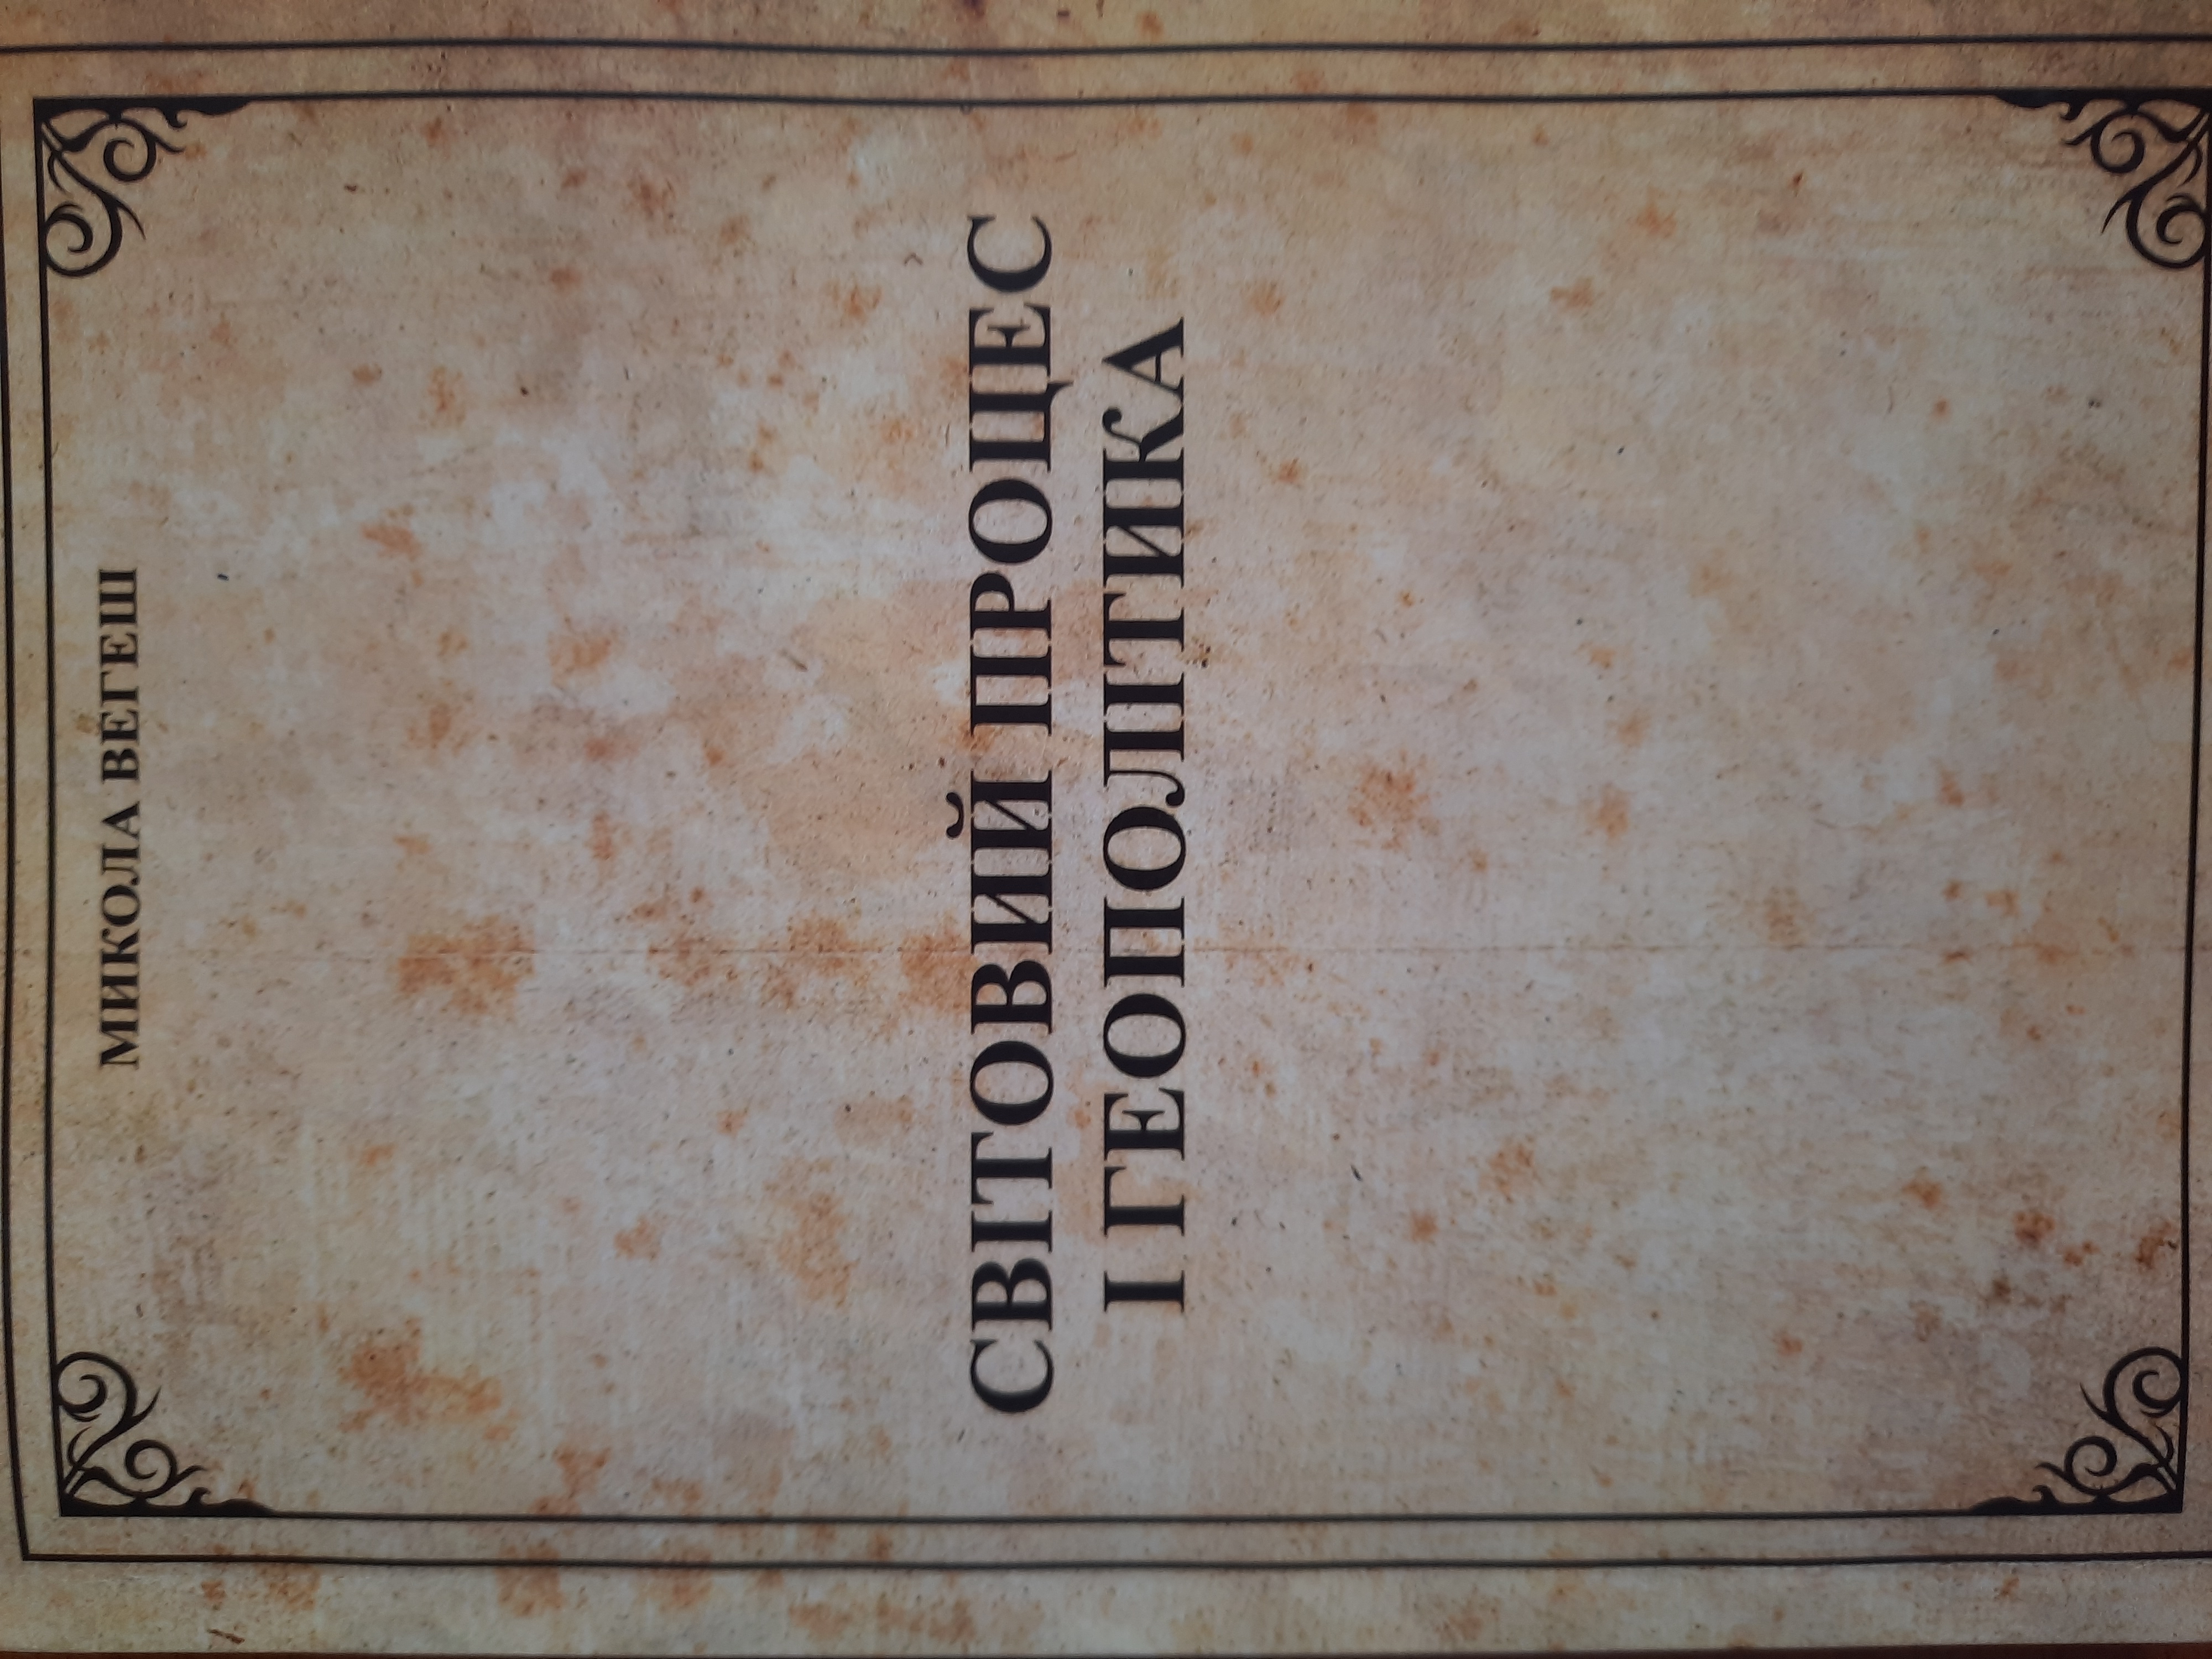 МИКОЛА ВЕГЕШ
СВІТОВИЙ ПРОЦЕС
І ГЕОПОЛІТИКА